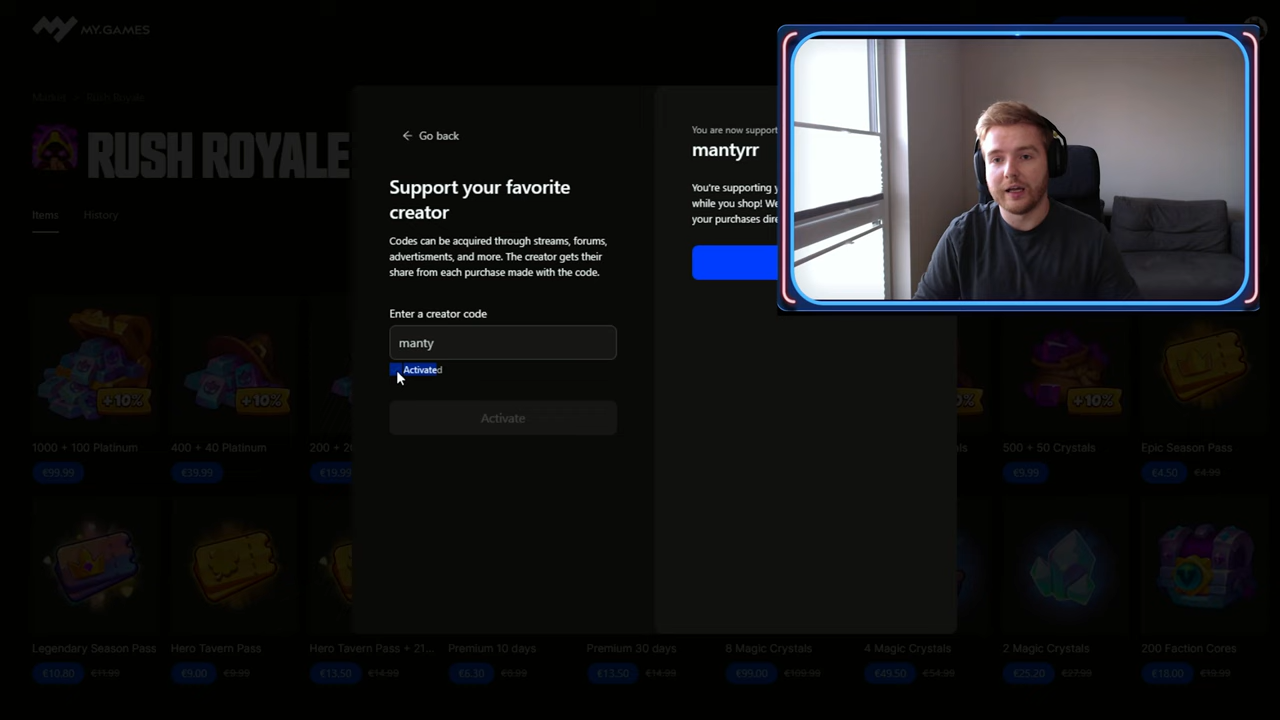 MY.GAMES
Market
Rush Royale
RUSH ROYALE
Items
History
Go back
Support your favorite
creator
Codes can be acquired through streams, forums,
advertisments, and more. The creator gets their
share from each purchase made with the code.
Enter a creator code
manty
Activated
Activate
You are now support
mantyrr
You're supporting y
while you shop! We
your purchases dire
+10%
+10%
+10%
1000 + 100 Platinum
400 + 40 Platinum
200 + 2
500 + 50 Crystals
Epic Season Pass
€99.99
€39.99
€19.99
€9.99
€4.50 €4.99
Legendary Season Pass
Hero Tavern Pass
Hero Tavern Pass + 21...
Premium 10 days
Premium 30 days
8 Magic Crystals
4 Magic Crystals
2 Magic Crystals
200 Faction Cores
€10.80 €11.99
€9.00 €9.99
€13.50 €14.99
€6.30 €6.99
€13.50 €14.99
€99.00 €109.99
€49.50 €54.99
€25.20 €27.99
€18.00 €19.99